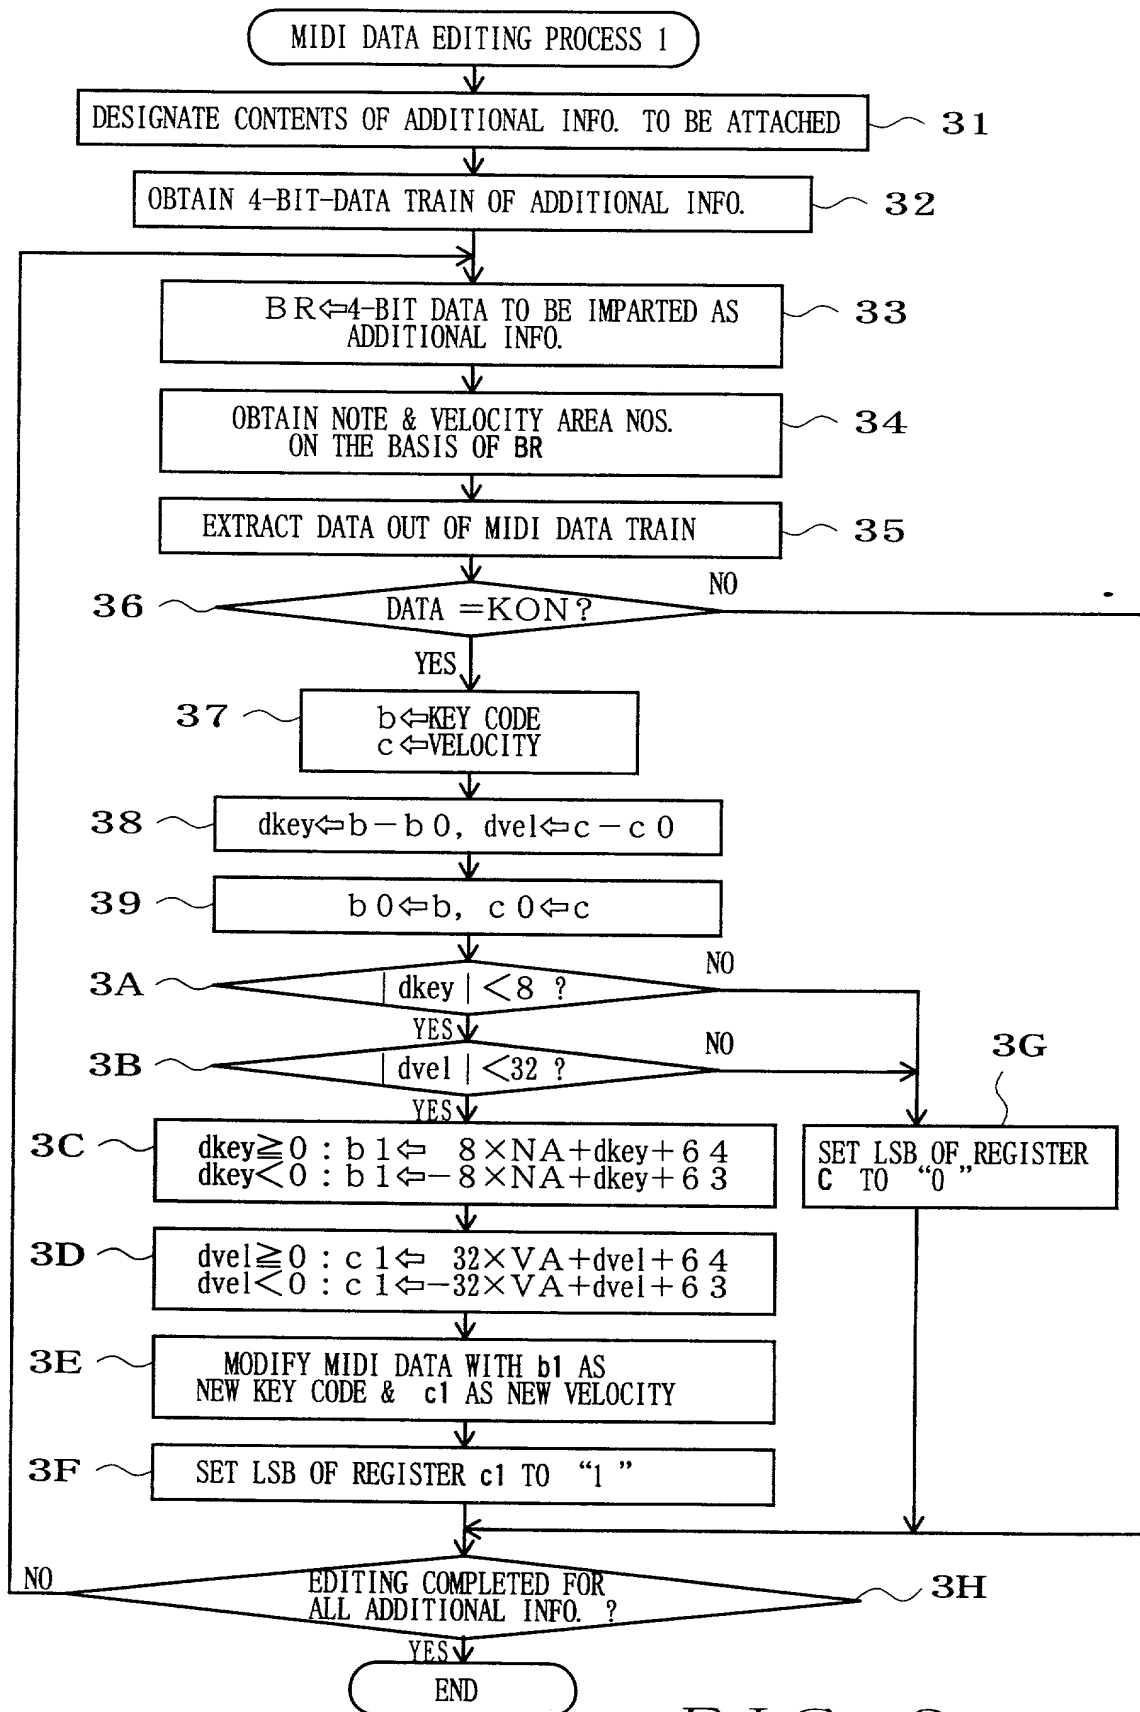 MIDI DATA EDITING PROCESS 1
DESIGNATE CONTENTS OF ADDITIONAL INFO. TO BE ATTACHED
31
OBTAIN 4-BIT-DATA TRAIN OF ADDITIONAL INFO.
32
BR⇦4-BIT DATA TO BE IMPARTED AS
ADDITIONAL INFO.
33
OBTAIN NOTE & VELOCITY AREA NOS.
ON THE BASIS OF BR
34
EXTRACT DATA OUT OF MIDI DATA TRAIN
35
36
DATA =KON?
NO
YES
37
b⇦KEY CODE
c⇦VELOCITY
38
dkey⇦b-b0, dvel⇦c-c0
39
b0⇦b, c0⇦c
3A
|dkey|<8 ?
NO
YES
3B
|dvel|<32 ?
NO
YES
3G
SET LSB OF REGISTER
C TO “0”
3C
dkey≧0 : b1⇦ 8×NA+dkey+64
dkey<0 : b1⇦-8×NA+dkey+63
3D
dvel≧0 : c1⇦ 32×VA+dvel+64
dvel<0 : c1⇦-32×VA+dvel+63
3E
MODIFY MIDI DATA WITH b1 AS
NEW KEY CODE & c1 AS NEW VELOCITY
3F
SET LSB OF REGISTER c1 TO “1”
NO
EDITING COMPLETED FOR
ALL ADDITIONAL INFO. ?
3H
YES
END